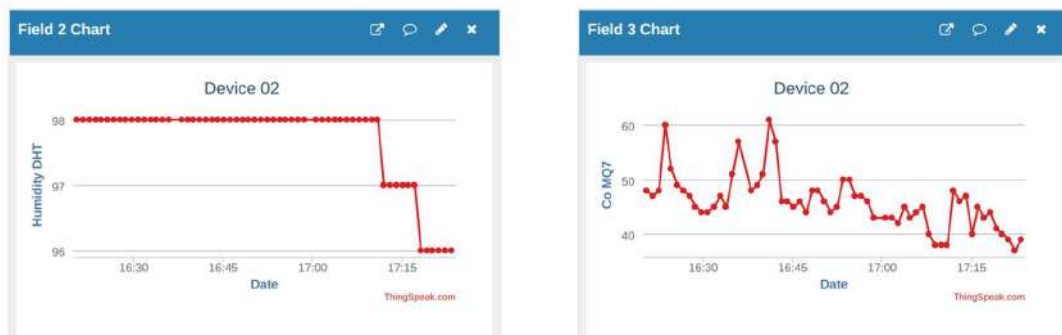 Field 2 Chart
Device 02
98
97
96
Humidity DHT
16:30 16:45 17:00 17:15
Date
ThingSpeak.com
Field 3 Chart
Device 02
60
50
40
Co MQ7
16:30 16:45 17:00 17:15
Date
ThingSpeak.com